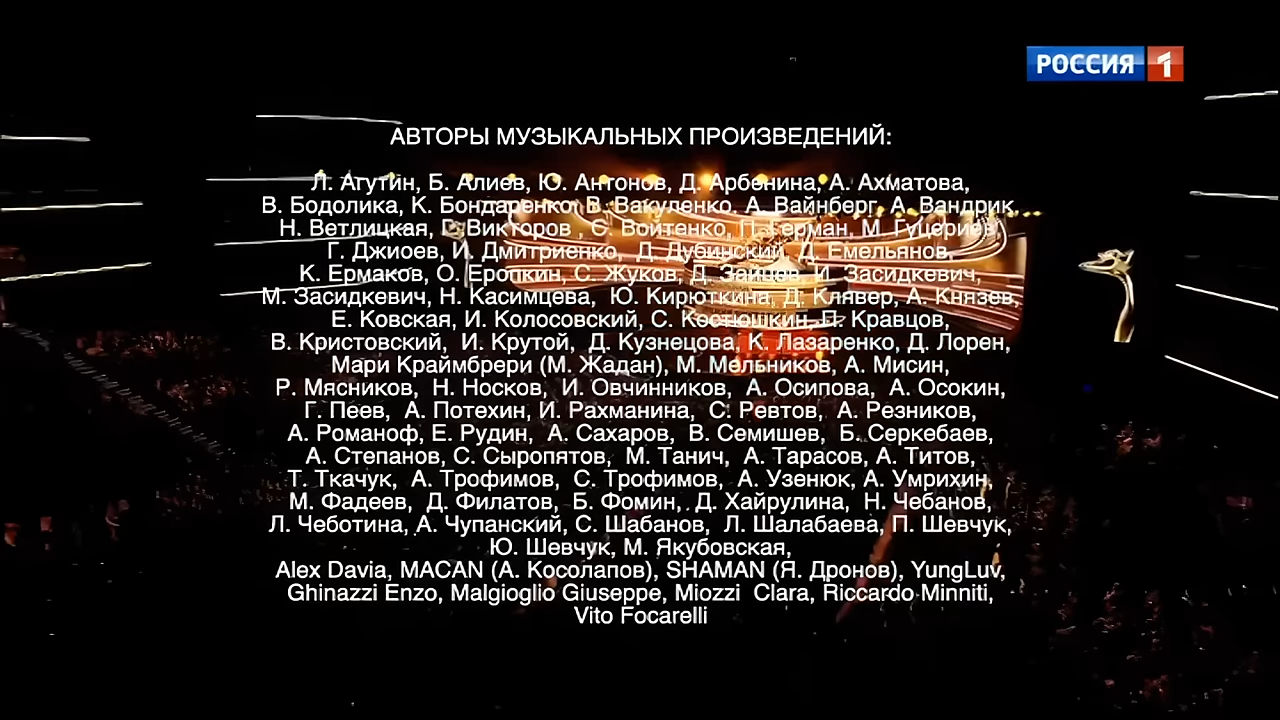 РОССИЯ 1
АВТОРЫ МУЗЫКАЛЬНЫХ ПРОИЗВЕДЕНИЙ:
Л. Агутин, Б. Алиев, Ю. Антонов, Д. Арбенина, А. Ахматова,
В. Бодолика, К. Бондаренко, В. Вакуленко, А. Вайнберг, А. Вандрик,
Н. Ветлицкая, Г. Викторов , С. Войтенко, П. Герман, М. Гуцериев,
Г. Джиоев, И. Дмитриенко, Д. Дубинский, Д. Емельянов,
К. Ермаков, О. Еропкин, С. Жуков, Д. Зайцев, И. Засидкевич,
М. Засидкевич, Н. Касимцева, Ю. Кирюткина, Д. Клявер, А. Князев,
Е. Ковская, И. Колосовский, С. Костюшкин, П. Кравцов,
В. Кристовский, И. Крутой, Д. Кузнецова, К. Лазаренко, Д. Лорен,
Мари Краймбрери (М. Жадан), М. Мельников, А. Мисин,
Р. Мясников, Н. Носков, И. Овчинников, А. Осипова, А. Осокин,
Г. Пеев, А. Потехин, И. Рахманина, С. Ревтов, А. Резников,
А. Романоф, Е. Рудин, А. Сахаров, В. Семишев, Б. Серкебаев,
А. Степанов, С. Сыропятов, М. Танич, А. Тарасов, А. Титов,
Т. Ткачук, А. Трофимов, С. Трофимов, А. Узенюк, А. Умрихин,
М. Фадеев, Д. Филатов, Б. Фомин, Д. Хайрулина, Н. Чебанов,
Л. Чеботина, А. Чупанский, С. Шабанов, Л. Шалабаева, П. Шевчук,
Ю. Шевчук, М. Якубовская,
Alex Davia, MACAN (А. Косолапов), SHAMAN (Я. Дронов), YungLuv,
Ghinazzi Enzo, Malgioglio Giuseppe, Miozzi Clara, Riccardo Minniti,
Vito Focarelli